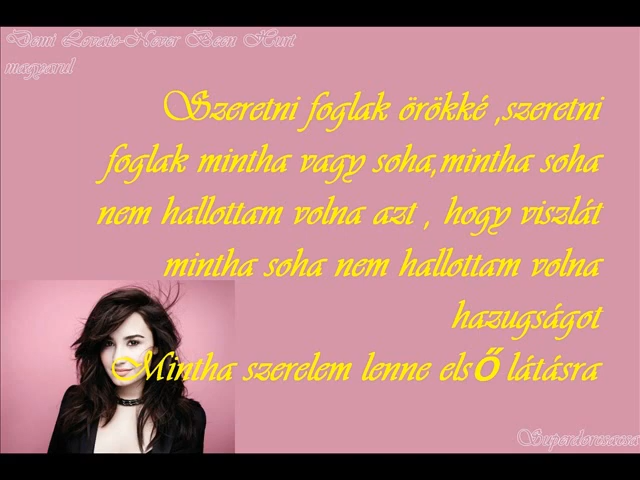 Demi Lovato-Never Been Hurt
magyarul
Szeretni foglak örökké ,szeretni
foglak mintha vagy soha,mintha soha
nem hallottam volna azt , hogy viszlát
mintha soha nem hallottam volna
hazugságot
Mintha szerelem lenne első látásra